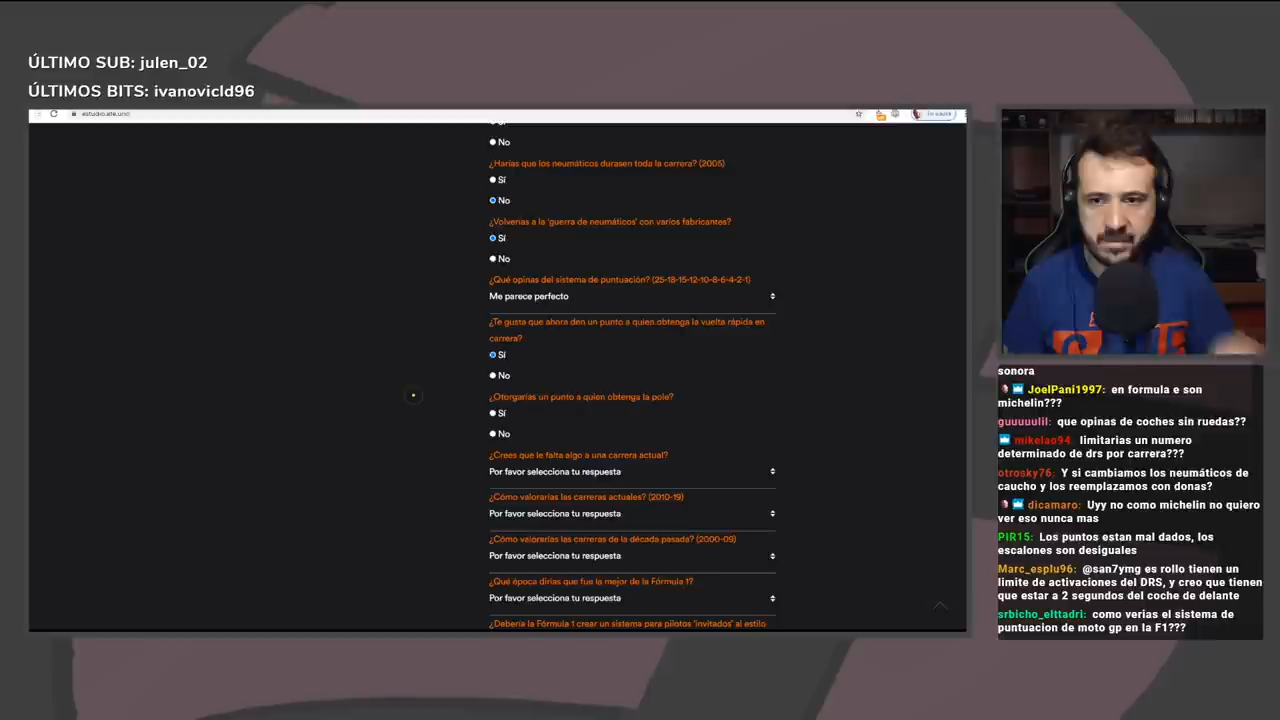 ÚLTIMO SUB: julen_02
ÚLTIMOS BITS: ivanovicld96
No
¿Harías que los neumáticos durasen toda la carrera? (2005)
Sí
No
¿Volverías a la 'guerra de neumáticos' con varios fabricantes?
Sí
No
¿Qué opinas del sistema de puntuación? (25-18-15-12-10-8-6-4-2-1)
Me parece perfecto
¿Te gusta que ahora den un punto a quien obtenga la vuelta rápida en
carrera?
Sí
No
¿Otorgarías un punto a quien obtenga la pole?
Sí
No
¿Crees que le falta algo a una carrera actual?
Por favor selecciona tu respuesta
¿Cómo valorarías las carreras actuales? (2010-19)
Por favor selecciona tu respuesta
¿Cómo valorarías las carreras de la década pasada? (2000-09)
Por favor selecciona tu respuesta
¿Qué época dirías que fue la mejor de la Fórmula 1?
Por favor selecciona tu respuesta
¿Debería la Fórmula 1 crear un sistema para pilotos 'invitados' al estilo
sonora
JoelPani1997: en formula e son
michelin???
guuuuulil: que opinas de coches sin ruedas??
mikelao94: limitarias un numero
determinado de drs por carrera???
otrosky76: Y si cambiamos los neumáticos de
caucho y los reemplazamos con donas?
dicamaro: Uyy no como michelin no quiero
ver eso nunca mas
PIR15: Los puntos estan mal dados, los
escalones son desiguales
Marc_esplu96: @san7ymg es rollo tienen un
limite de activaciones del DRS, y creo que tienen
que estar a 2 segundos del coche de delante
srbicho_elttadri: como verias el sistema de
puntuacion de moto gp en la F1???